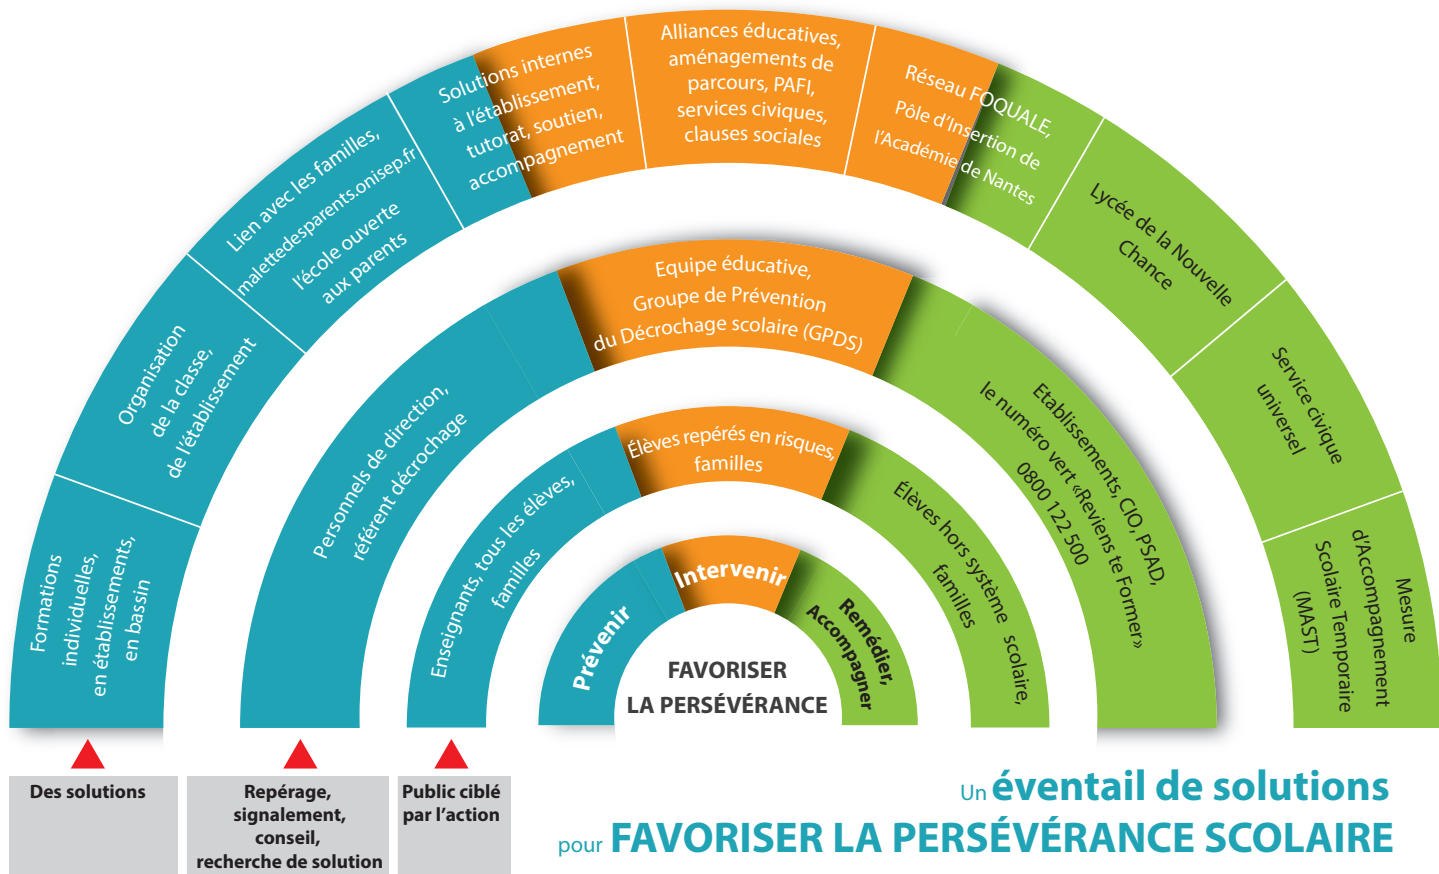 Formations
individuelles,
en établissements,
en bassin
Organisation
de la classe,
de l'établissement
Lien avec les familles,
malettedesparents.onisep.fr
l'école ouverte
aux parents
Solutions internes
à l'établissement,
tutorat, soutien,
accompagnement
Alliances éducatives,
aménagements de
parcours, PAFI,
services civiques,
clauses sociales
Réseau FOQUALE,
Pôle d'Insertion de
l'Académie de Nantes
Lycée de la Nouvelle
Chance
Service civique
universel
Mesure
d'Accompagnement
Scolaire Temporaire
(MAST)
Personnels de direction,
référent décrochage
Equipe éducative,
Groupe de Prévention
du Décrochage scolaire (GPDS)
Etablissements, CIO, PSAD,
le numéro vert «Reviens te Former»
0800 122 500
Enseignants, tous les élèves,
familles
Élèves repérés en risques,
familles
Élèves hors système scolaire,
familles
Prévenir
Intervenir
Remédier,
Accompagner
FAVORISER
LA PERSÉVÉRANCE
Des solutions
Repérage,
signalement,
conseil,
recherche de solution
Public ciblé
par l'action
Un éventail de solutions
pour FAVORISER LA PERSÉVÉRANCE SCOLAIRE